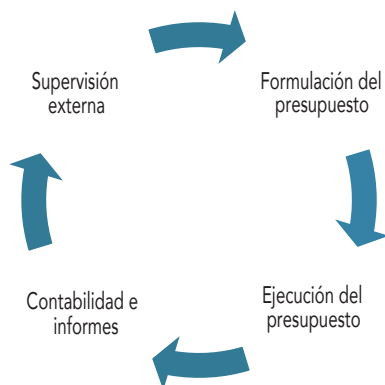 Supervisión
externa
Formulación del
presupuesto
Contabilidad e
informes
Ejecución del
presupuesto